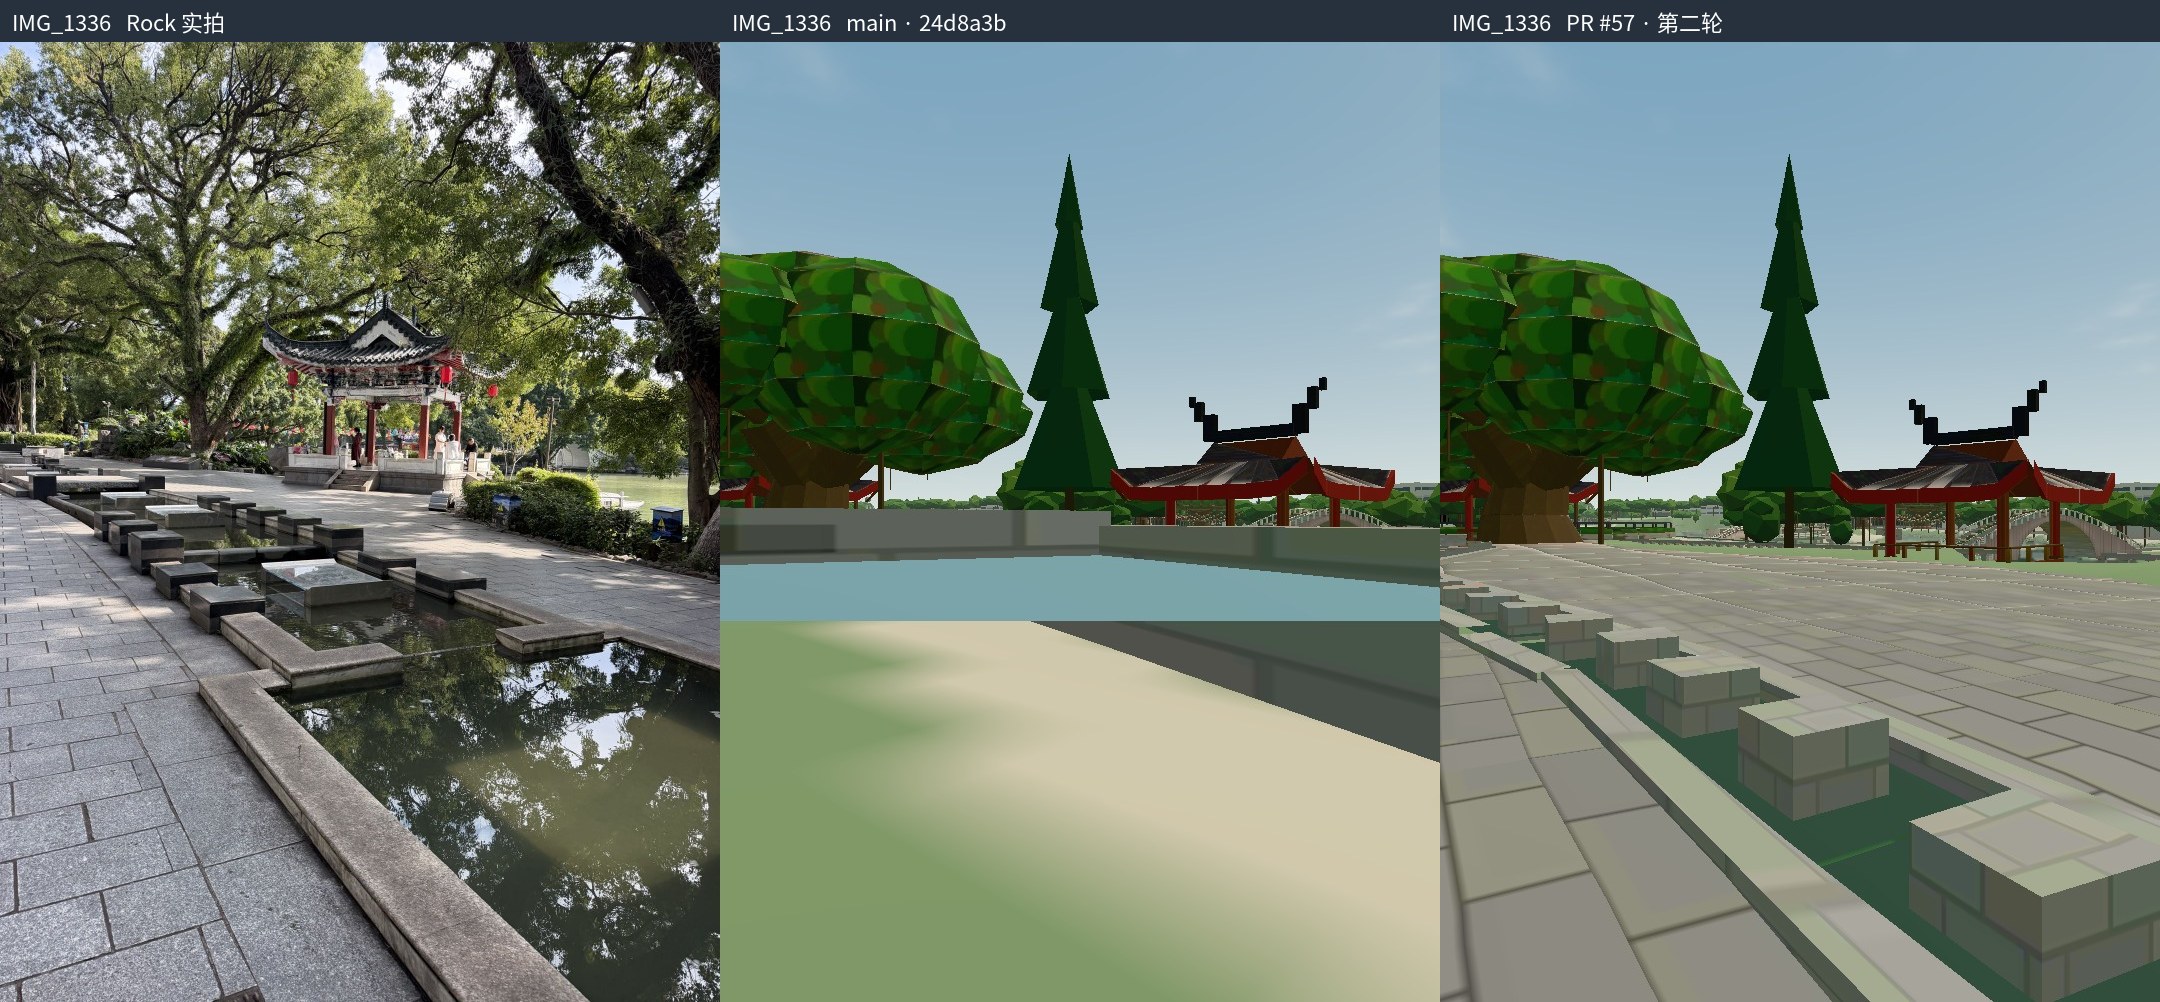 IMG_1336 Rock 实拍
IMG_1336 main · 24d8a3b
IMG_1336 PR #57 · 第二轮